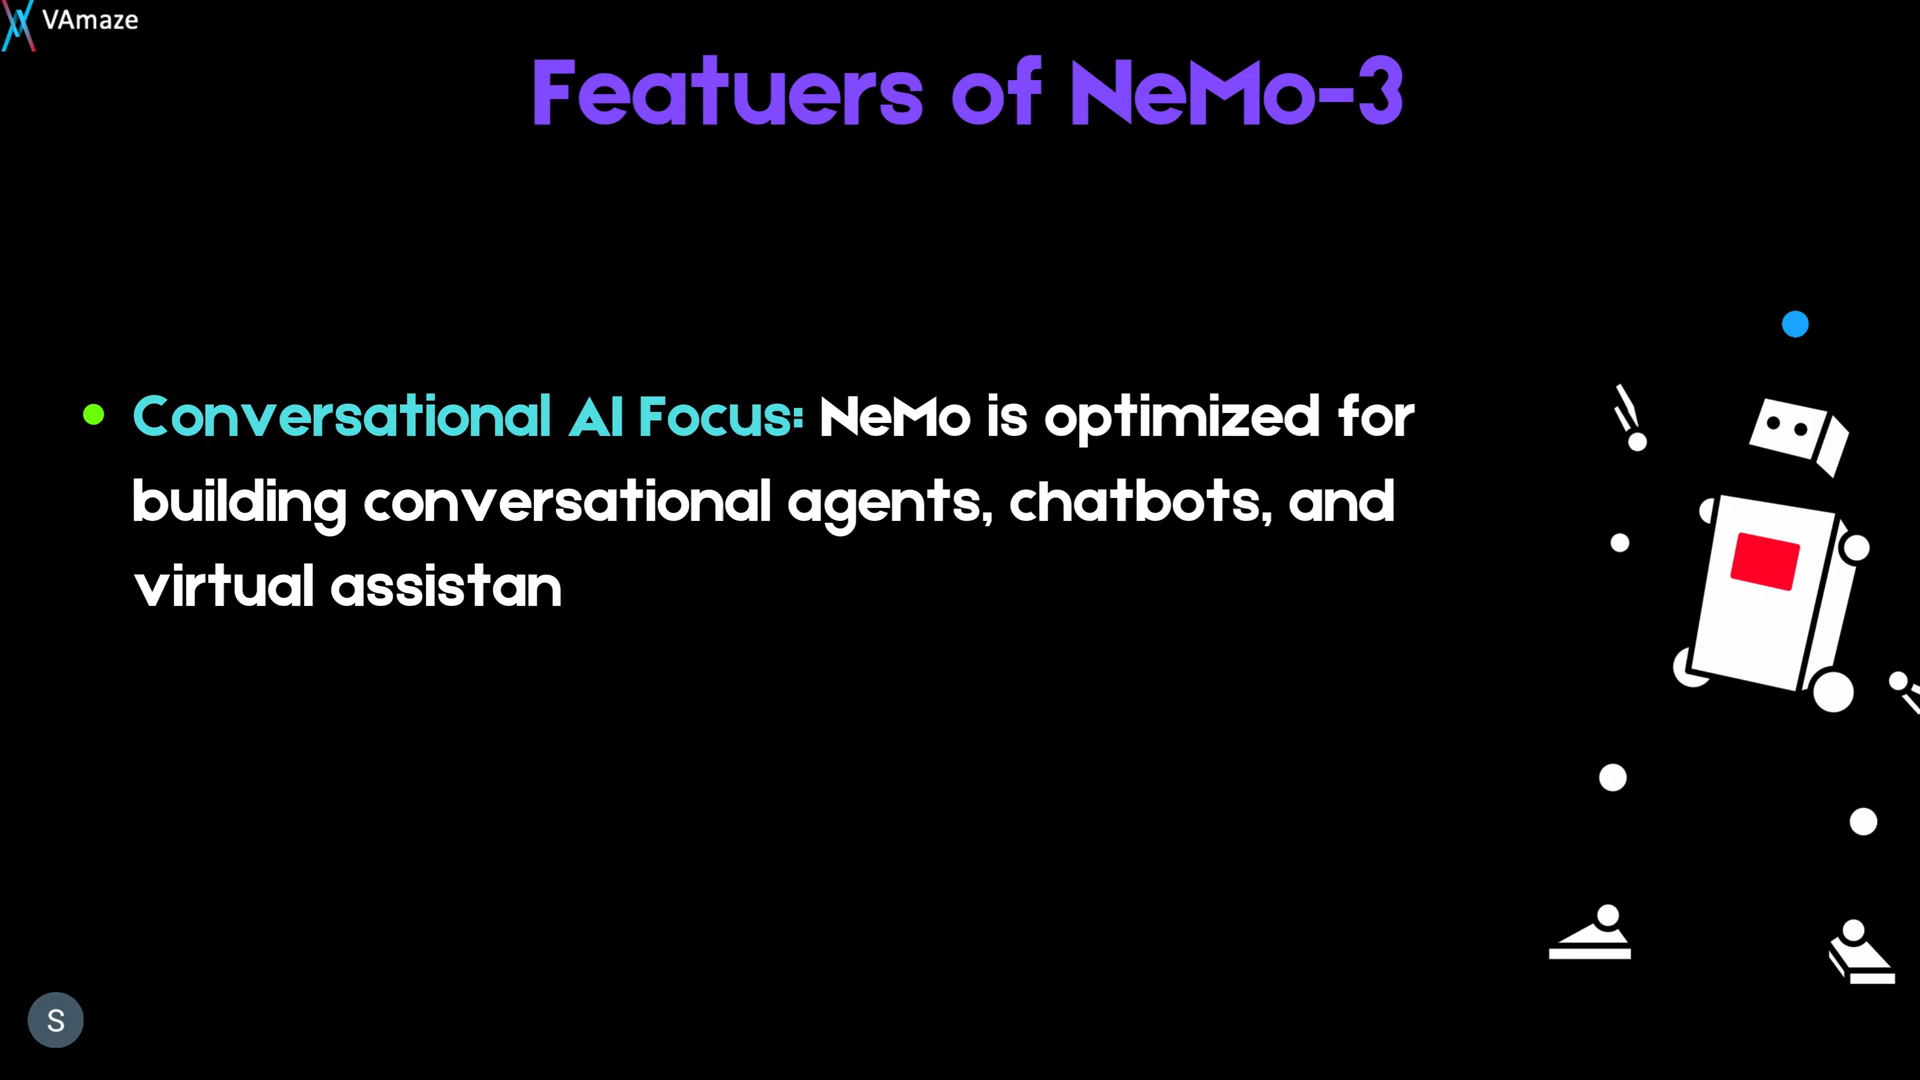 VAmaze
Featuers of NeMo-3
Conversational AI Focus: NeMo is optimized for
building conversational agents, chatbots, and
virtual assistan
S